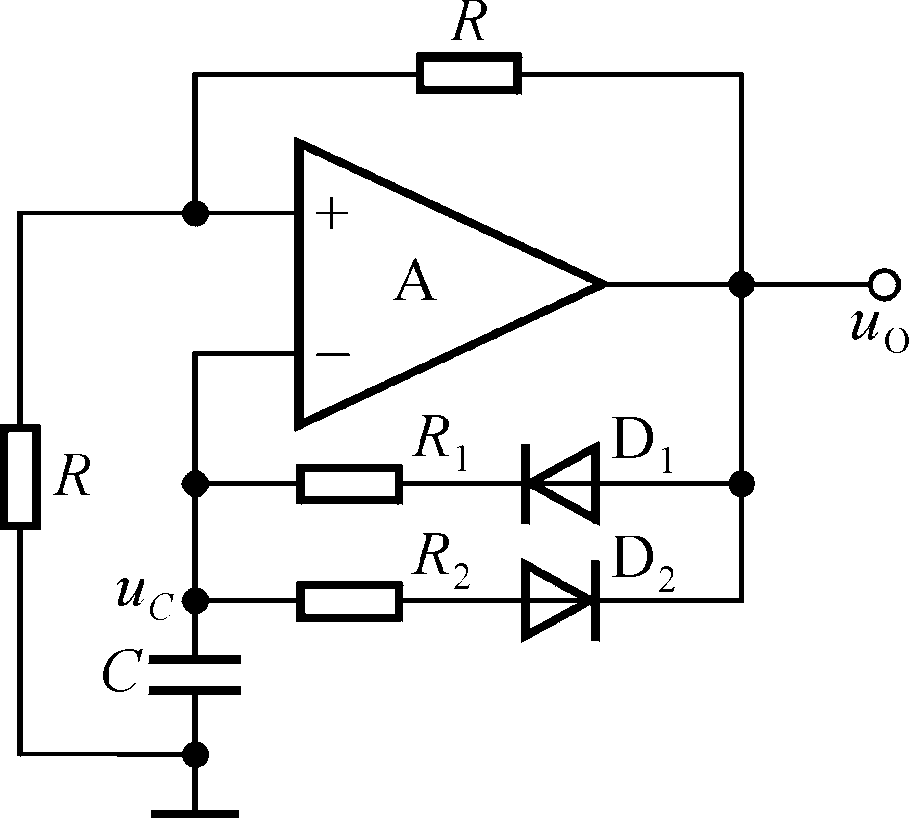 R
+
A
u_O
−
R_1
D_1
R
R_2
D_2
u_C
C